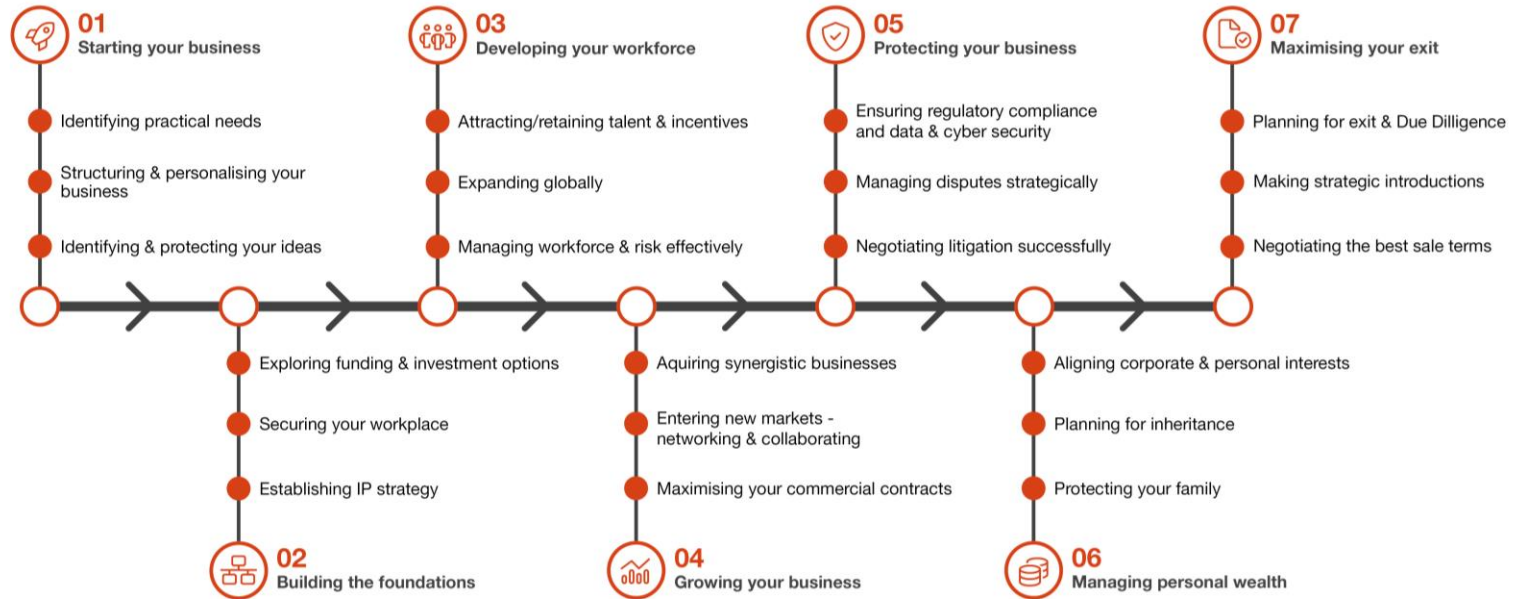 01
Starting your business
Identifying practical needs
Structuring & personalising your
business
Identifying & protecting your ideas
02
Building the foundations
Exploring funding & investment options
Securing your workplace
Establishing IP strategy
03
Developing your workforce
Attracting/retaining talent & incentives
Expanding globally
Managing workforce & risk effectively
04
Growing your business
Aquiring synergistic businesses
Entering new markets -
networking & collaborating
Maximising your commercial contracts
05
Protecting your business
Ensuring regulatory compliance
and data & cyber security
Managing disputes strategically
Negotiating litigation successfully
06
Managing personal wealth
Aligning corporate & personal interests
Planning for inheritance
Protecting your family
07
Maximising your exit
Planning for exit & Due Dilligence
Making strategic introductions
Negotiating the best sale terms